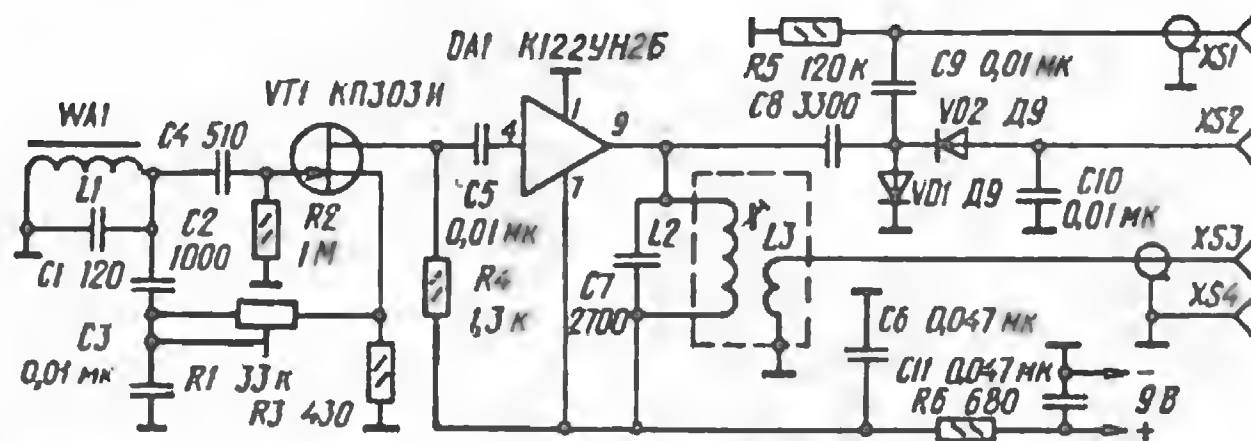 WA1
L1
C1 120
C2
1000
C3
0,01 мк
C4 510
R1 33 к
R2
1 М
R3 430
VT1 КП303И
C5
0,01 мк
R4
1,3 к
DA1 К122УН2Б
1
4
9
7
L2
C7
2700
L3
R5 120 к
C8 3300
C9 0,01 мк
VD2 Д9
VD1 Д9
C10
0,01 мк
C6 0,047 мк
C11 0,047 мк
R6 680
−
9 В
+
XS1
XS2
XS3
XS4